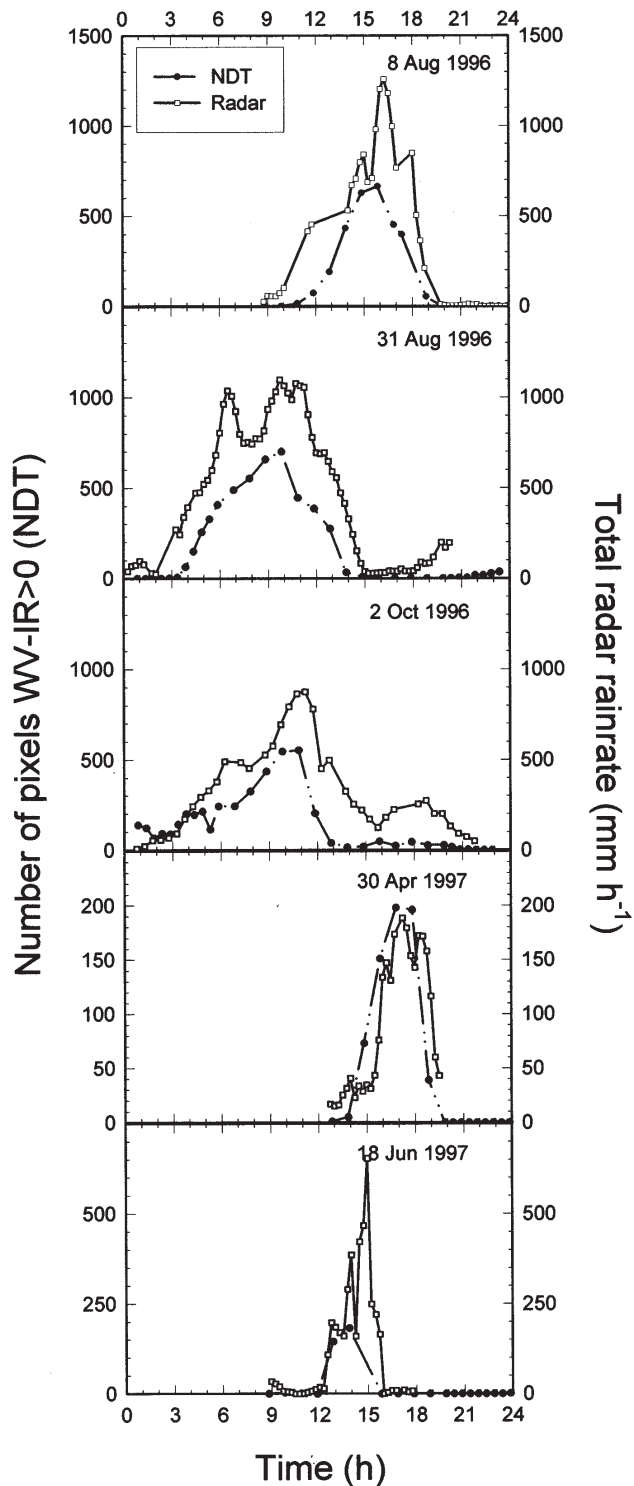 0 3 6 9 12 15 18 21 24
1500 1500
8 Aug 1996
NDT
Radar
1000 1000
500 500
0 0
31 Aug 1996
1000 1000
500 500
0 0
2 Oct 1996
1000 1000
500 500
0 0
30 Apr 1997
200 200
150 150
100 100
50 50
0 0
18 Jun 1997
500 500
250 250
0 0
0 3 6 9 12 15 18 21 24
Time (h)
Number of pixels WV-IR>0 (NDT)
Total radar rainrate (mm h⁻¹)